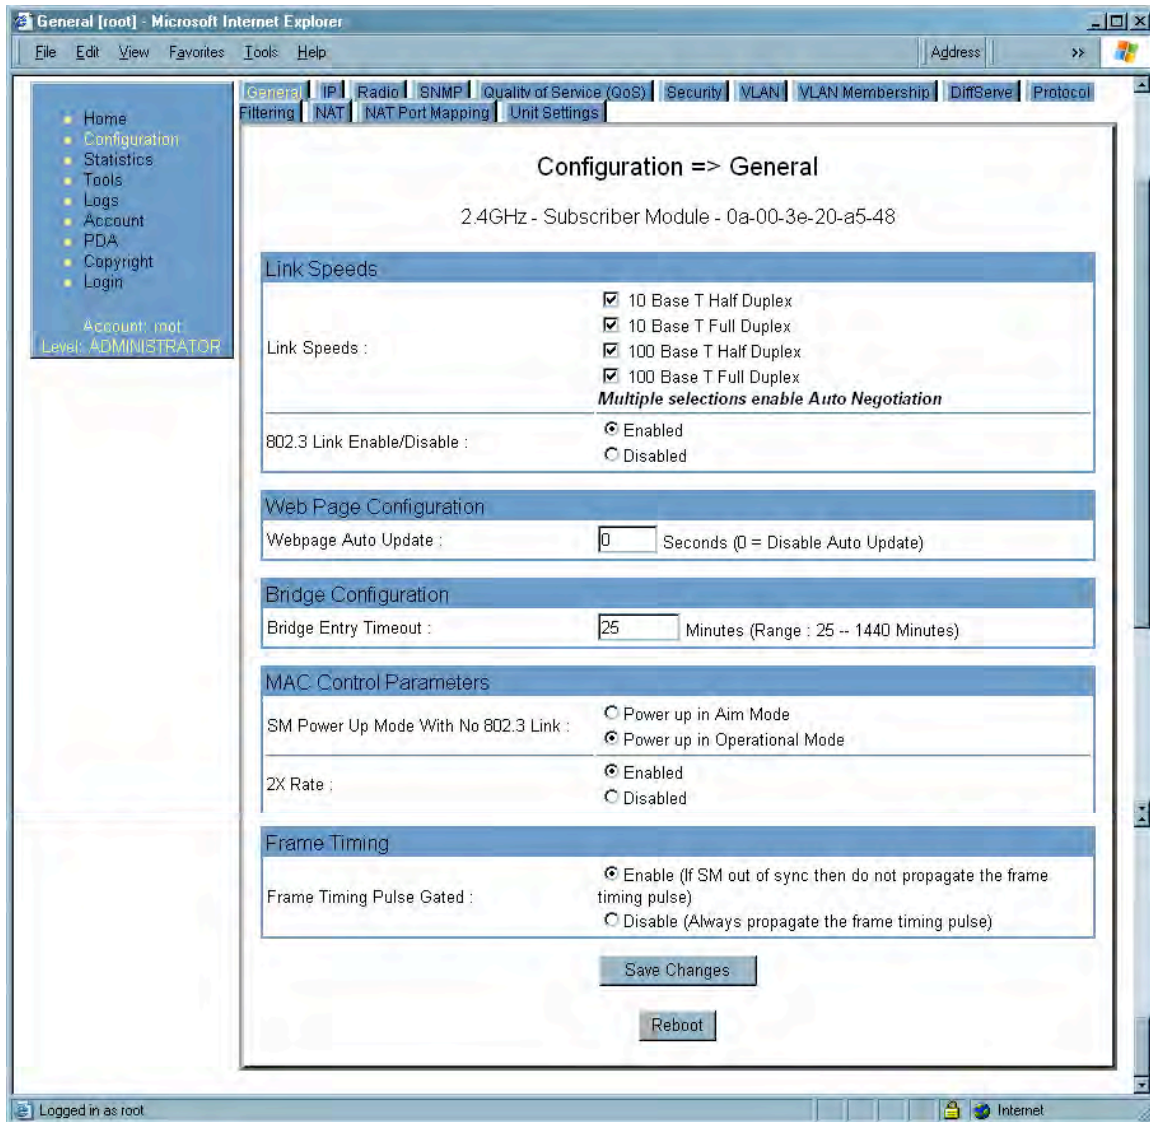 General [root] - Microsoft Internet Explorer
File Edit View Favorites Tools Help
Address
»
General IP Radio SNMP Quality of Service (QoS) Security VLAN VLAN Membership DiffServe Protocol
Filtering NAT NAT Port Mapping Unit Settings
Home
Configuration
Statistics
Tools
Logs
Account
PDA
Copyright
Login
Account: root
Level: ADMINISTRATOR
Configuration => General
2.4GHz - Subscriber Module - 0a-00-3e-20-a5-48
Link Speeds
Link Speeds :
10 Base T Half Duplex
10 Base T Full Duplex
100 Base T Half Duplex
100 Base T Full Duplex
Multiple selections enable Auto Negotiation
802.3 Link Enable/Disable :
Enabled
Disabled
Web Page Configuration
Webpage Auto Update :
0 Seconds (0 = Disable Auto Update)
Bridge Configuration
Bridge Entry Timeout :
25 Minutes (Range : 25 -- 1440 Minutes)
MAC Control Parameters
SM Power Up Mode With No 802.3 Link :
Power up in Aim Mode
Power up in Operational Mode
2X Rate :
Enabled
Disabled
Frame Timing
Frame Timing Pulse Gated :
Enable (If SM out of sync then do not propagate the frame
timing pulse)
Disable (Always propagate the frame timing pulse)
Save Changes
Reboot
Logged in as root
Internet